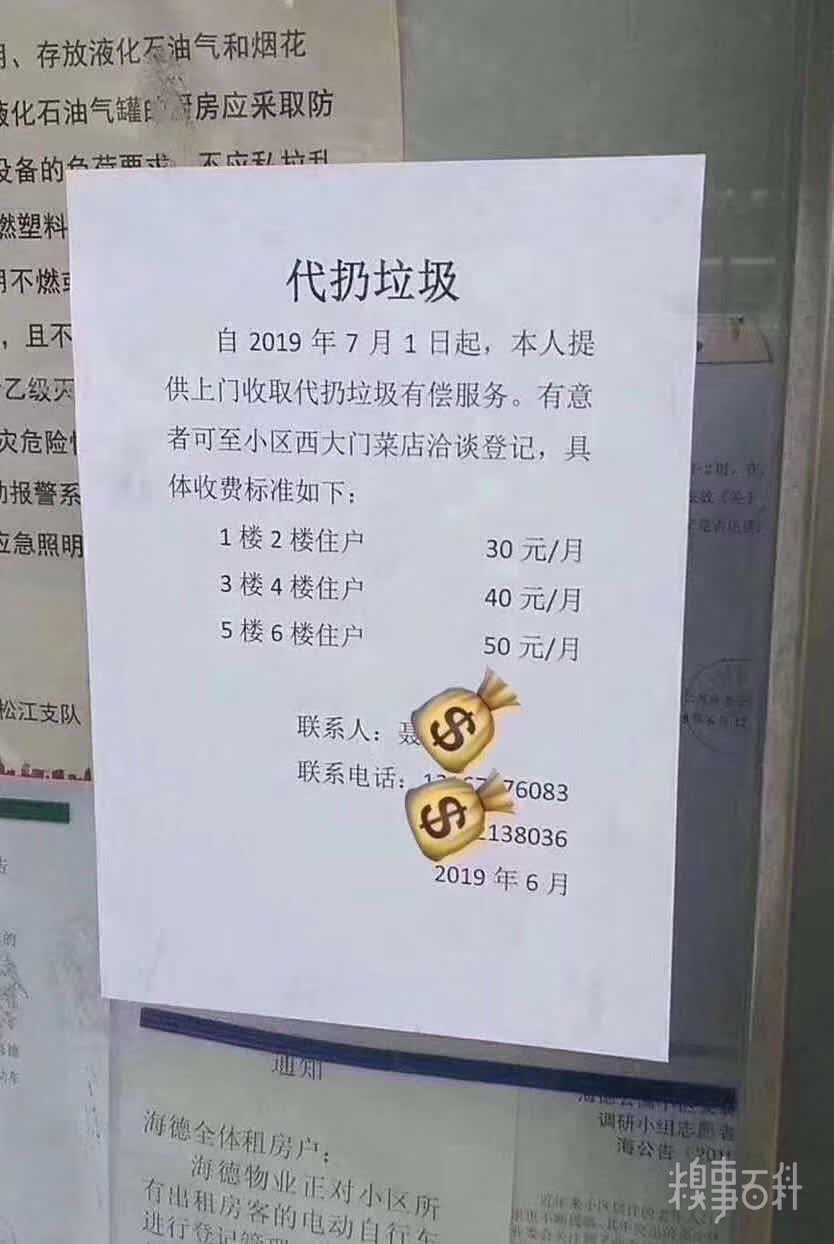 存放液化石油气和烟花
液化石油气罐的厨房应采取防
设备的负荷要求，不应私拉乱
燃塑料
用不燃
，且不
乙级灭
灾危险
报警系
应急照明
松江支队
代扔垃圾
自 2019 年 7 月 1 日起，本人提
供上门收取代扔垃圾有偿服务。有意
者可至小区西大门菜店洽谈登记，具
体收费标准如下：
1 楼 2 楼住户 30 元/月
3 楼 4 楼住户 40 元/月
5 楼 6 楼住户 50 元/月
联系人：聂
联系电话：13 76083
2138036
2019 年 6 月
通知
海德全体租房户：
海德物业正对小区所
有出租房客的电动自行车
进行登记管理
调研小组志愿者
海公告（201
糗事百科